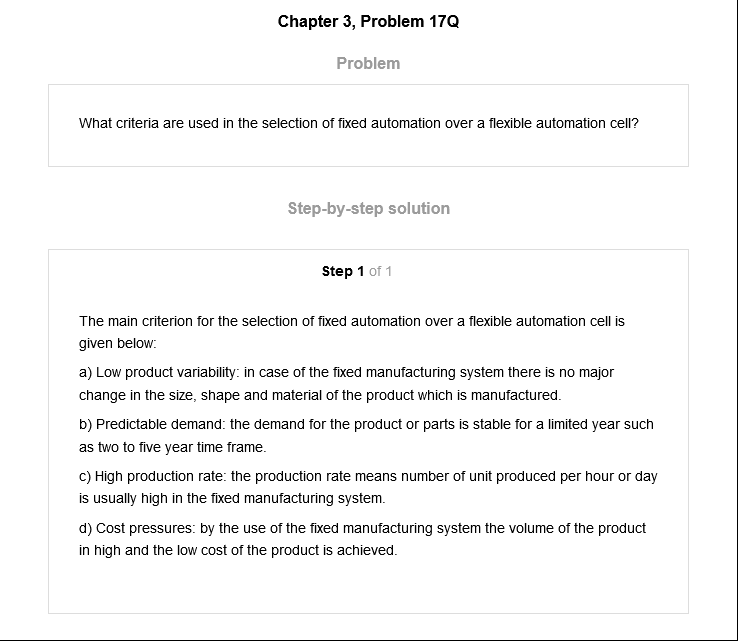 Chapter 3, Problem 17Q
Problem
What criteria are used in the selection of fixed automation over a flexible automation cell?
Step-by-step solution
Step 1 of 1
The main criterion for the selection of fixed automation over a flexible automation cell is
given below:
a) Low product variability: in case of the fixed manufacturing system there is no major
change in the size, shape and material of the product which is manufactured.
b) Predictable demand: the demand for the product or parts is stable for a limited year such
as two to five year time frame.
c) High production rate: the production rate means number of unit produced per hour or day
is usually high in the fixed manufacturing system.
d) Cost pressures: by the use of the fixed manufacturing system the volume of the product
in high and the low cost of the product is achieved.